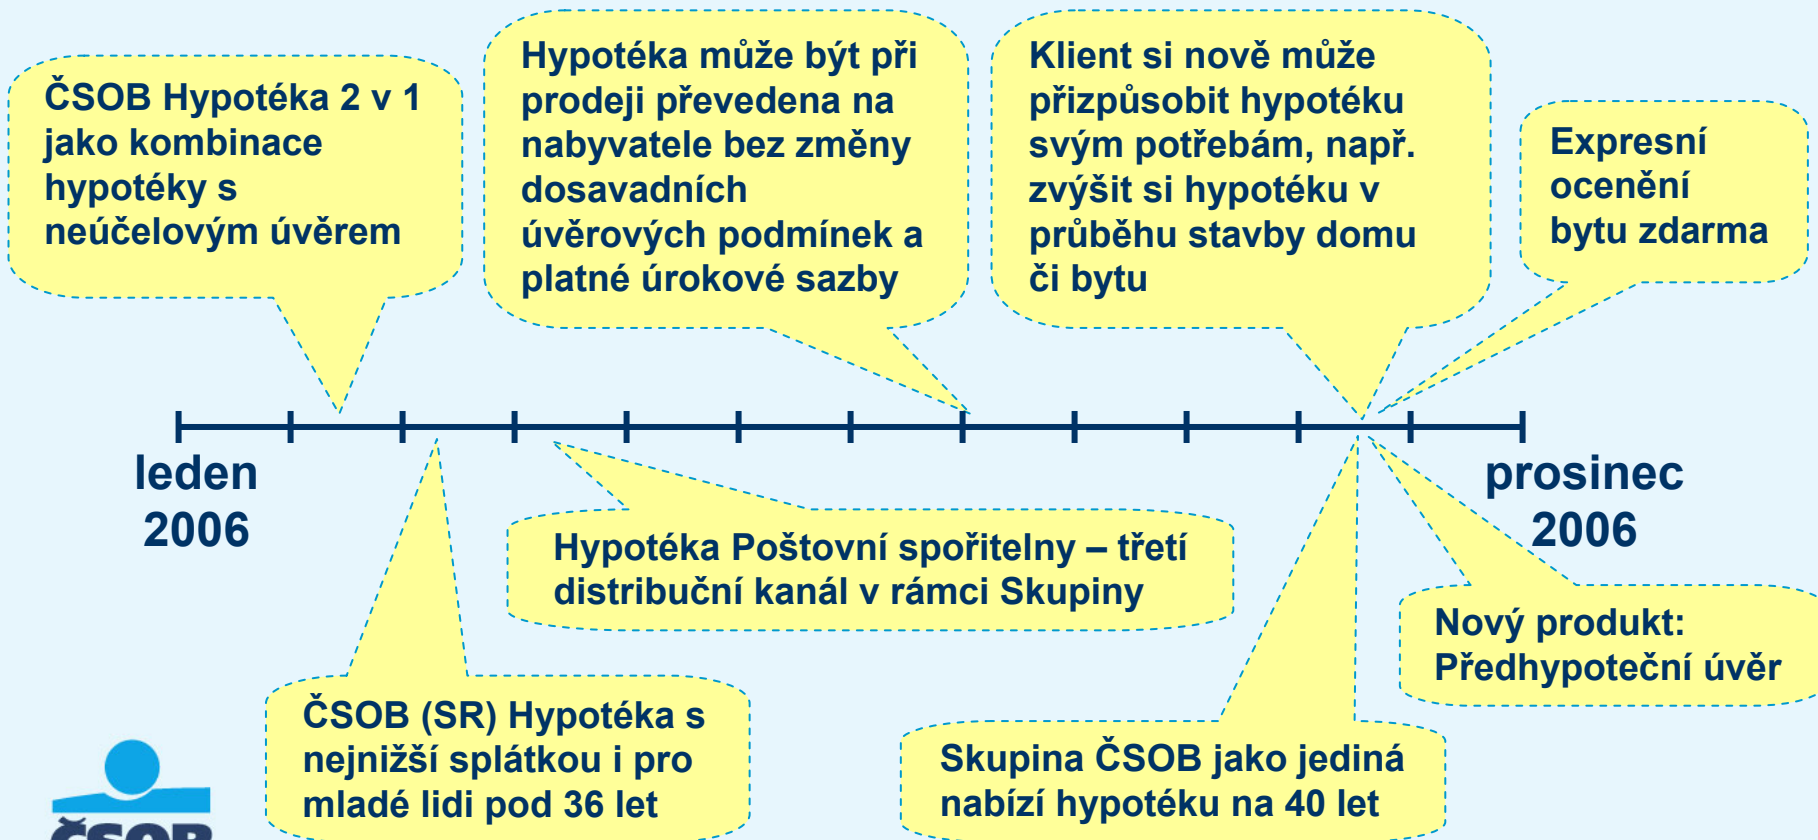 ČSOB Hypotéka 2 v 1
jako kombinace
hypotéky s
neúčelovým úvěrem
Hypotéka může být při
prodeji převedena na
nabyvatele bez změny
dosavadních
úvěrových podmínek a
platné úrokové sazby
Klient si nově může
přizpůsobit hypotéku
svým potřebám, např.
zvýšit si hypotéku v
průběhu stavby domu
či bytu
Expresní
ocenění
bytu zdarma
leden
2006
prosinec
2006
Hypotéka Poštovní spořitelny – třetí
distribuční kanál v rámci Skupiny
Nový produkt:
Předhypoteční úvěr
ČSOB (SR) Hypotéka s
nejnižší splátkou i pro
mladé lidi pod 36 let
Skupina ČSOB jako jediná
nabízí hypotéku na 40 let
ČSOB